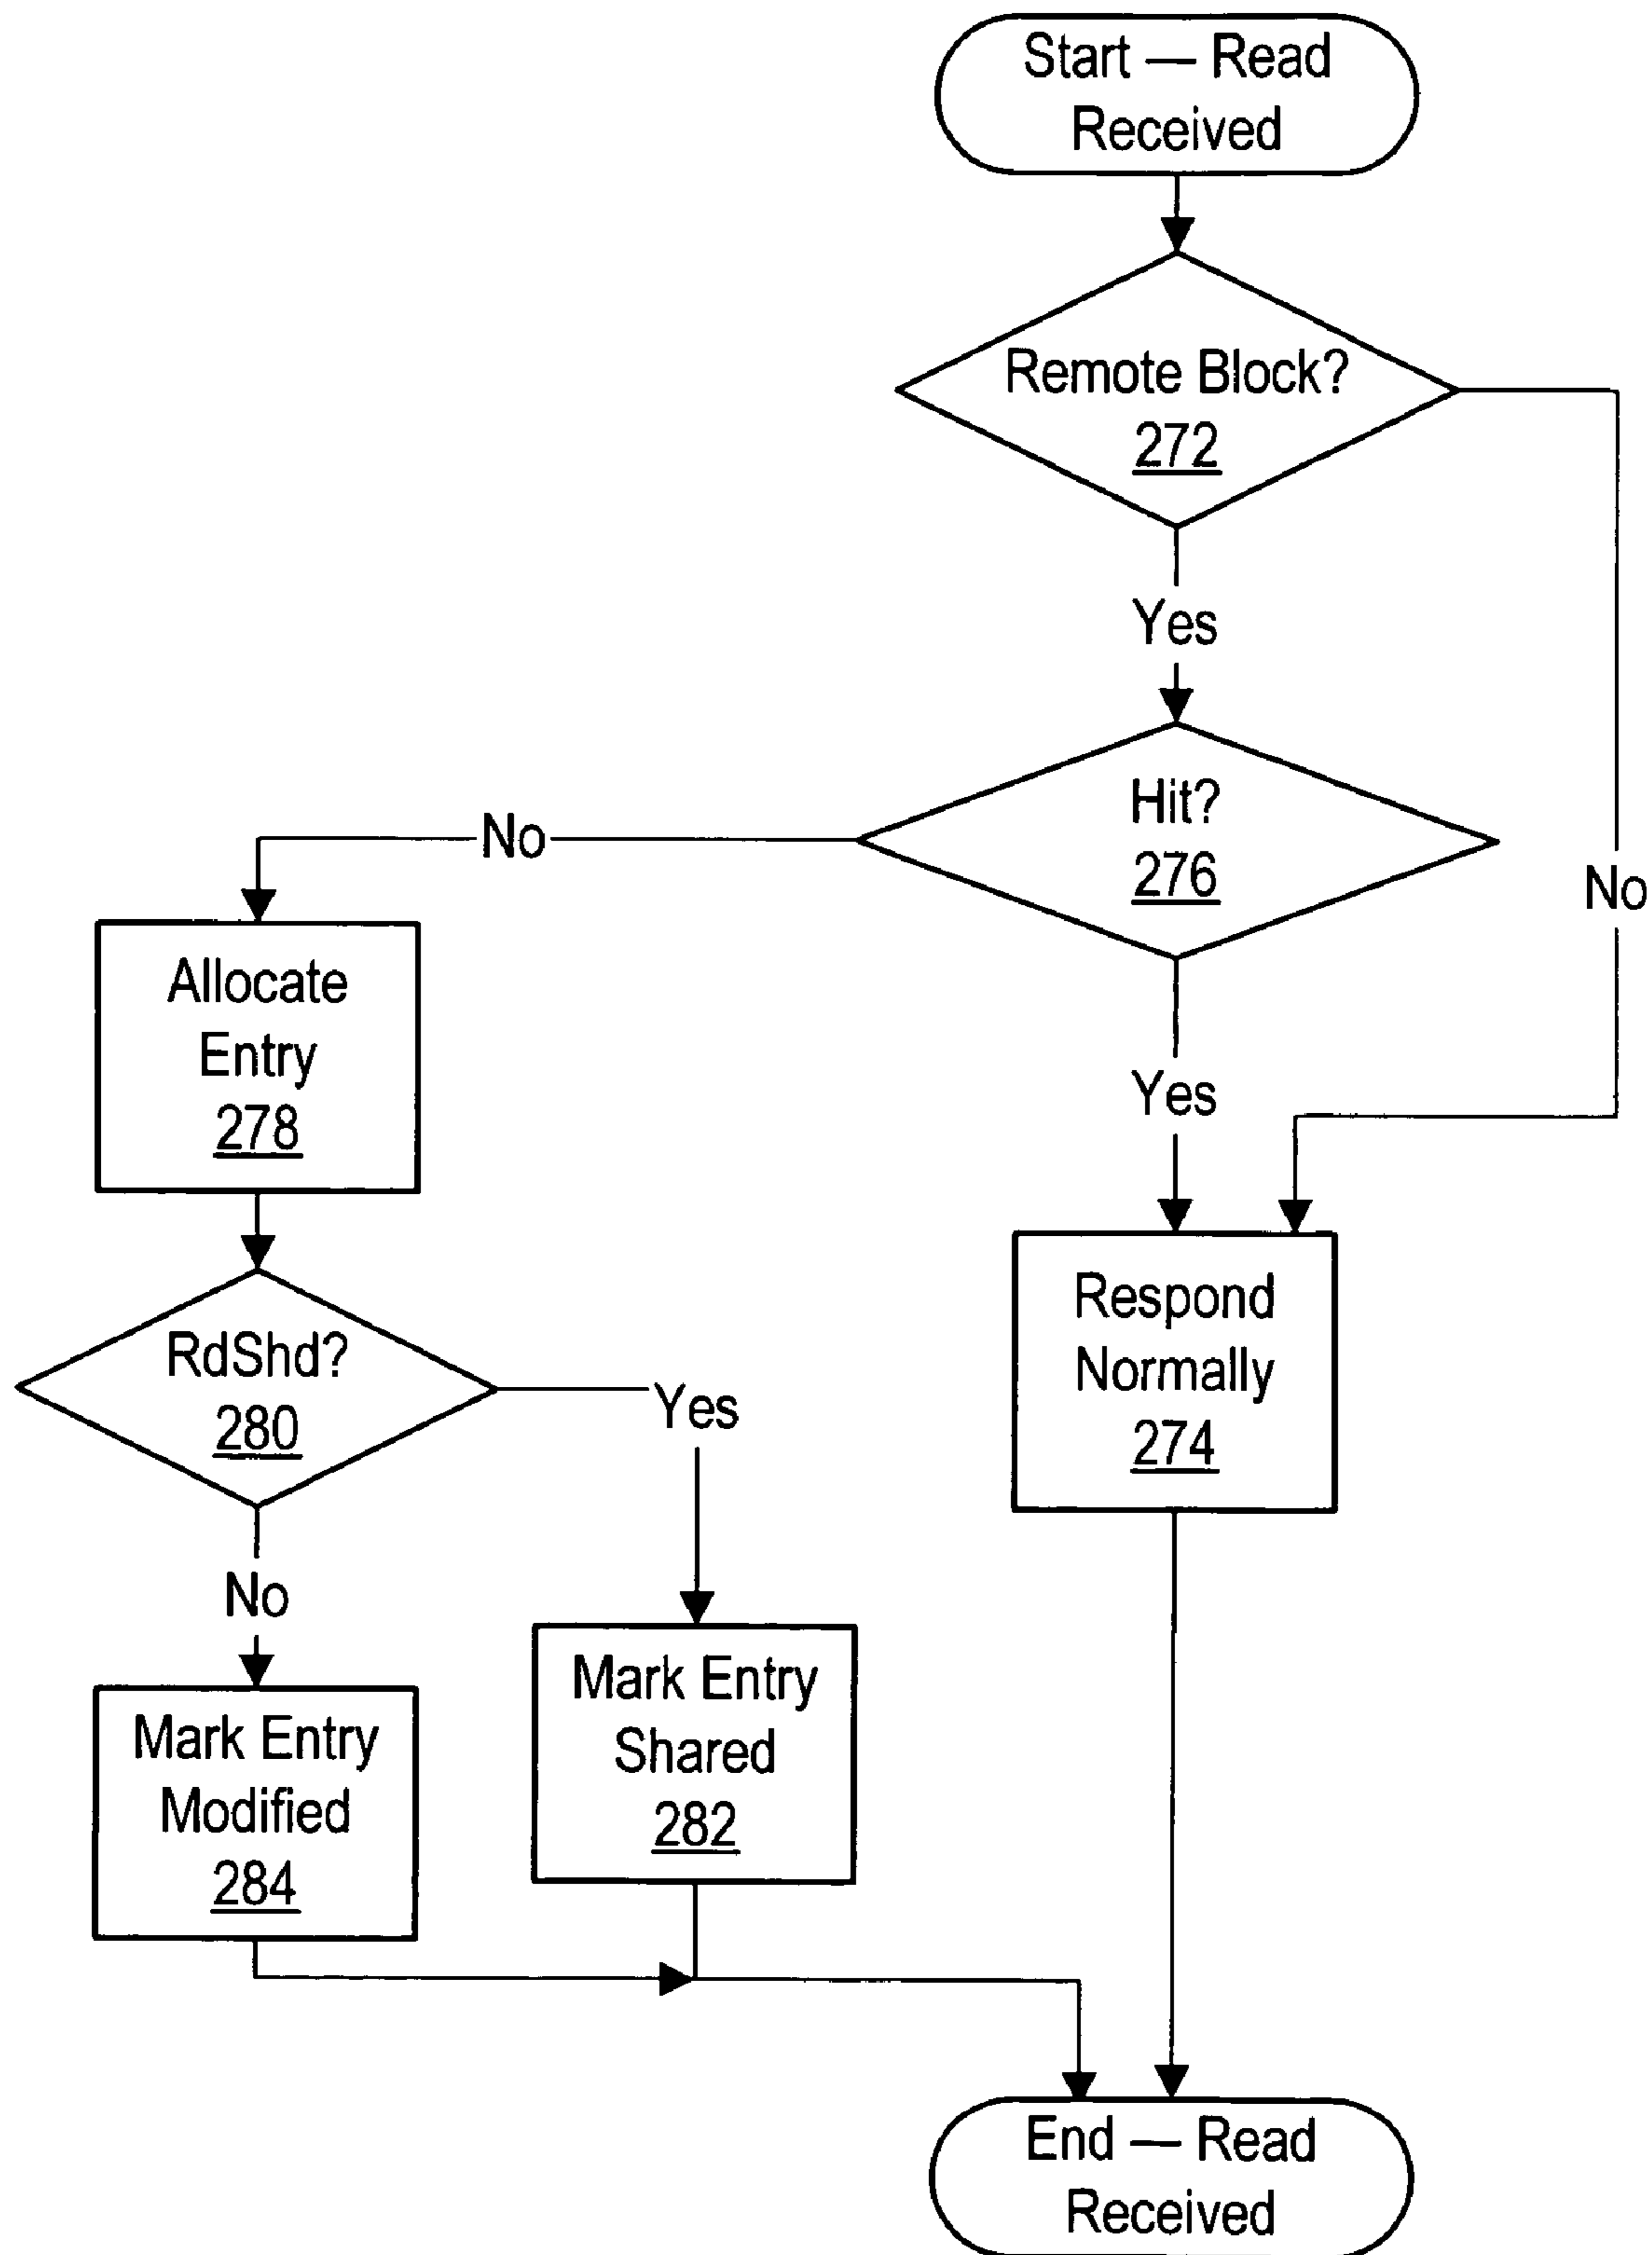 Start — Read
Received
Remote Block?
272
Yes
Hit?
276
No
No
Allocate
Entry
278
Yes
RdShd?
280
Yes
Respond
Normally
274
No
Mark Entry
Shared
282
Mark Entry
Modified
284
End — Read
Received